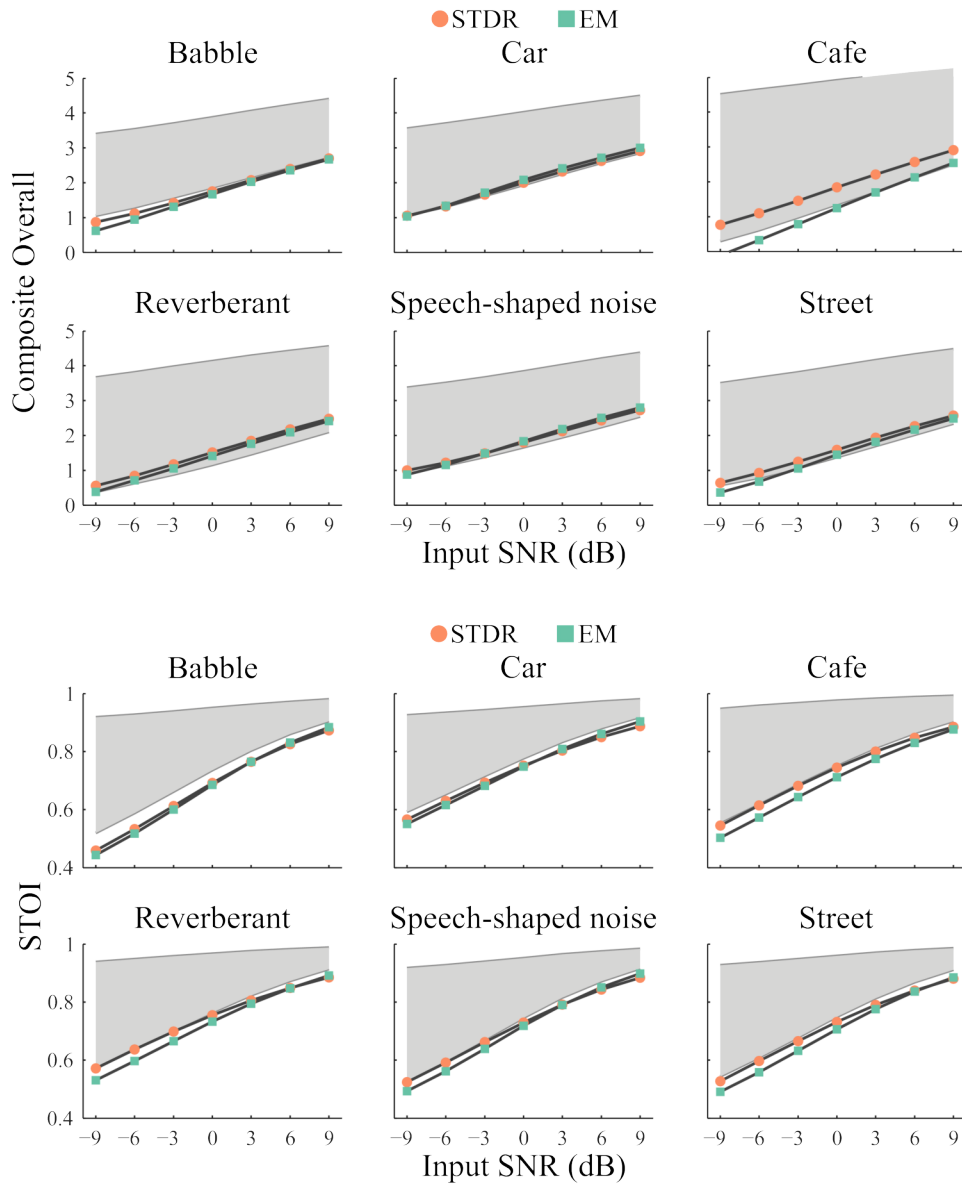 STDR EM
Babble Car Cafe
5
4
3
2
1
0
Reverberant Speech-shaped noise Street
5
4
3
2
1
0
−9 −6 −3 0 3 6 9 −9 −6 −3 0 3 6 9 −9 −6 −3 0 3 6 9
Composite Overall
Input SNR (dB)
STDR EM
Babble Car Cafe
1
0.8
0.6
0.4
Reverberant Speech-shaped noise Street
1
0.8
0.6
0.4
−9 −6 −3 0 3 6 9 −9 −6 −3 0 3 6 9 −9 −6 −3 0 3 6 9
STOI
Input SNR (dB)